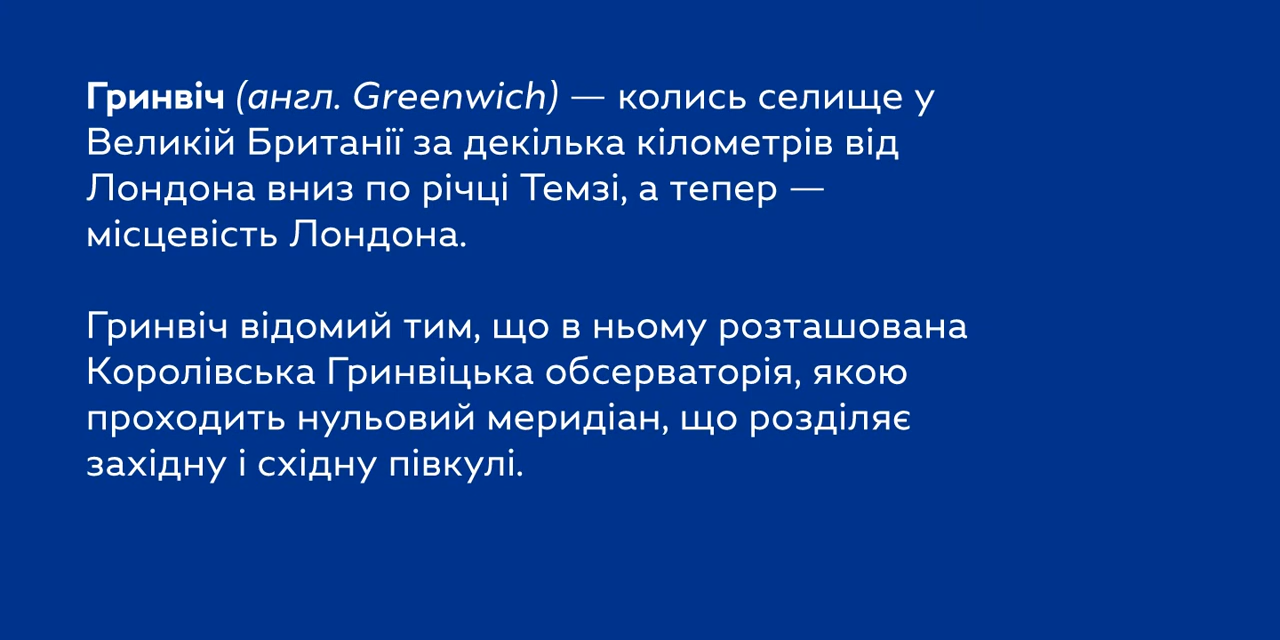 Гринвіч (англ. Greenwich) — колись селище у
Великій Британії за декілька кілометрів від
Лондона вниз по річці Темзі, а тепер —
місцевість Лондона.
Гринвіч відомий тим, що в ньому розташована
Королівська Гринвіцька обсерваторія, якою
проходить нульовий меридіан, що розділяє
західну і східну півкулі.